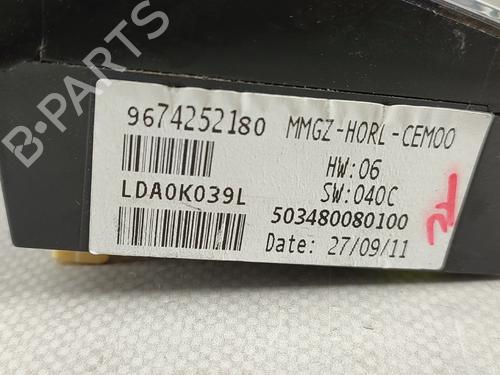 9674252180 MMGZ-HORL-CEM00
HW:06
LDA0K039L SW:040C
503480080100
Date: 27/09/11
B-PARTS